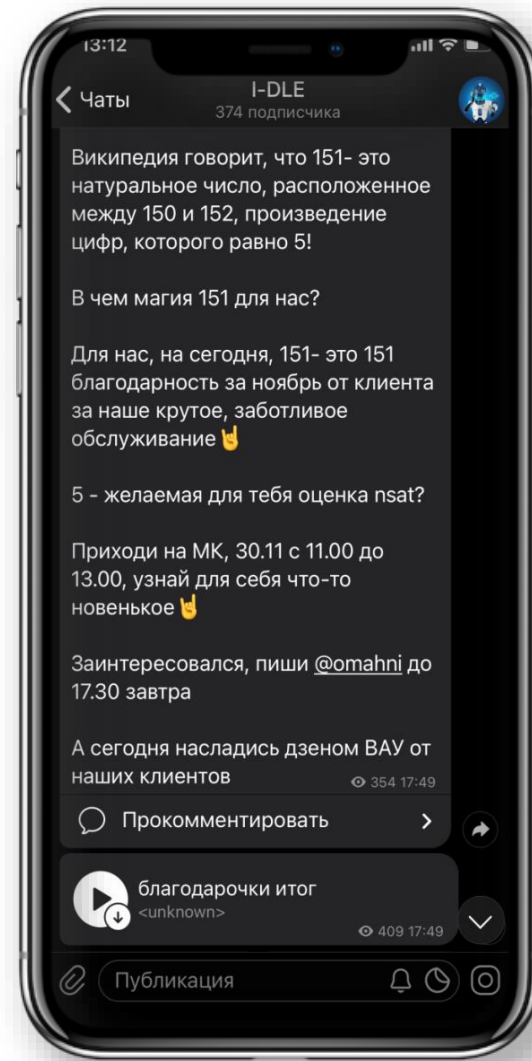 13:12
Чаты
I-DLE
374 подписчика
Википедия говорит, что 151- это
натуральное число, расположенное
между 150 и 152, произведение
цифр, которого равно 5!
В чем магия 151 для нас?
Для нас, на сегодня, 151- это 151
благодарность за ноябрь от клиента
за наше крутое, заботливое
обслуживание🤘
5 - желаемая для тебя оценка nsat?
Приходи на МК, 30.11 с 11.00 до
13.00, узнай для себя что-то
новенькое🤘
Заинтересовался, пиши @omahni до
17.30 завтра
А сегодня насладись дзеном ВАУ от
наших клиентов
354 17:49
Прокомментировать
благодарочки итог
<unknown>
409 17:49
Публикация